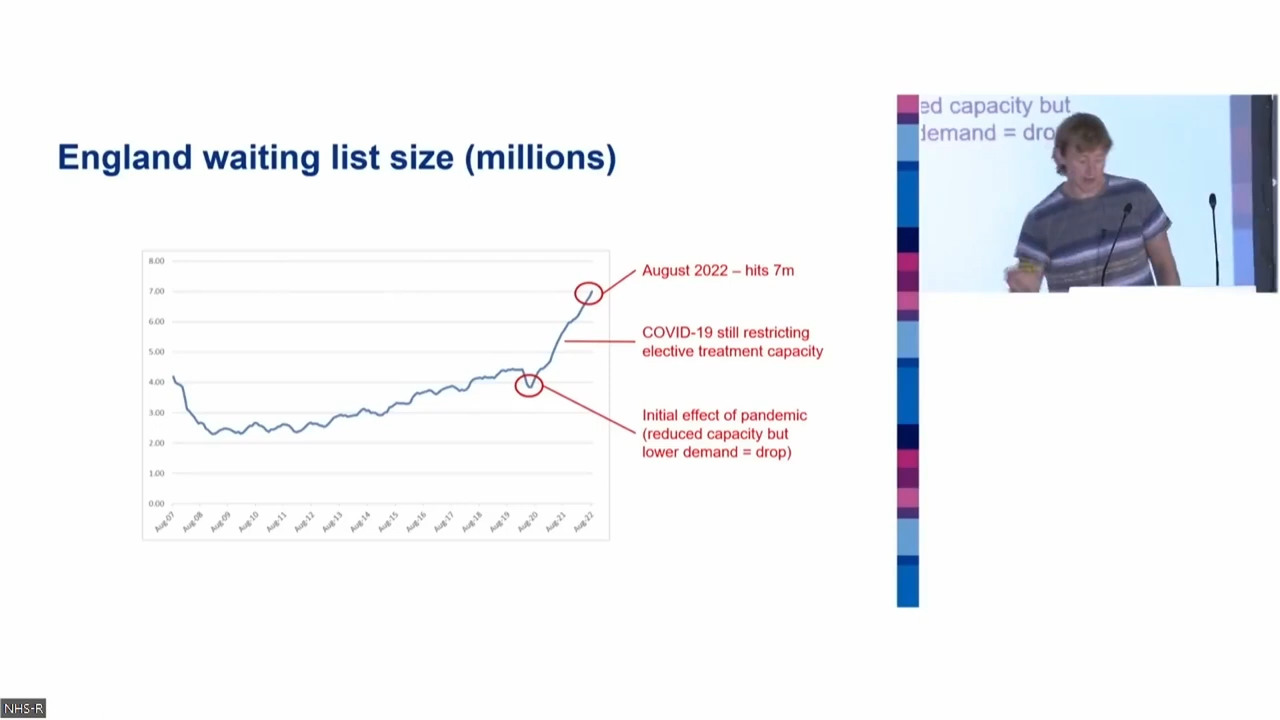 England waiting list size (millions)
8.00
7.00
6.00
5.00
4.00
3.00
2.00
1.00
0.00
Aug-07
Aug-08
Aug-09
Aug-10
Aug-11
Aug-12
Aug-13
Aug-14
Aug-15
Aug-16
Aug-17
Aug-18
Aug-19
Aug-20
Aug-21
Aug-22
August 2022 – hits 7m
COVID-19 still restricting
elective treatment capacity
Initial effect of pandemic
(reduced capacity but
lower demand = drop)
ed capacity but
demand = dro
NHS-R